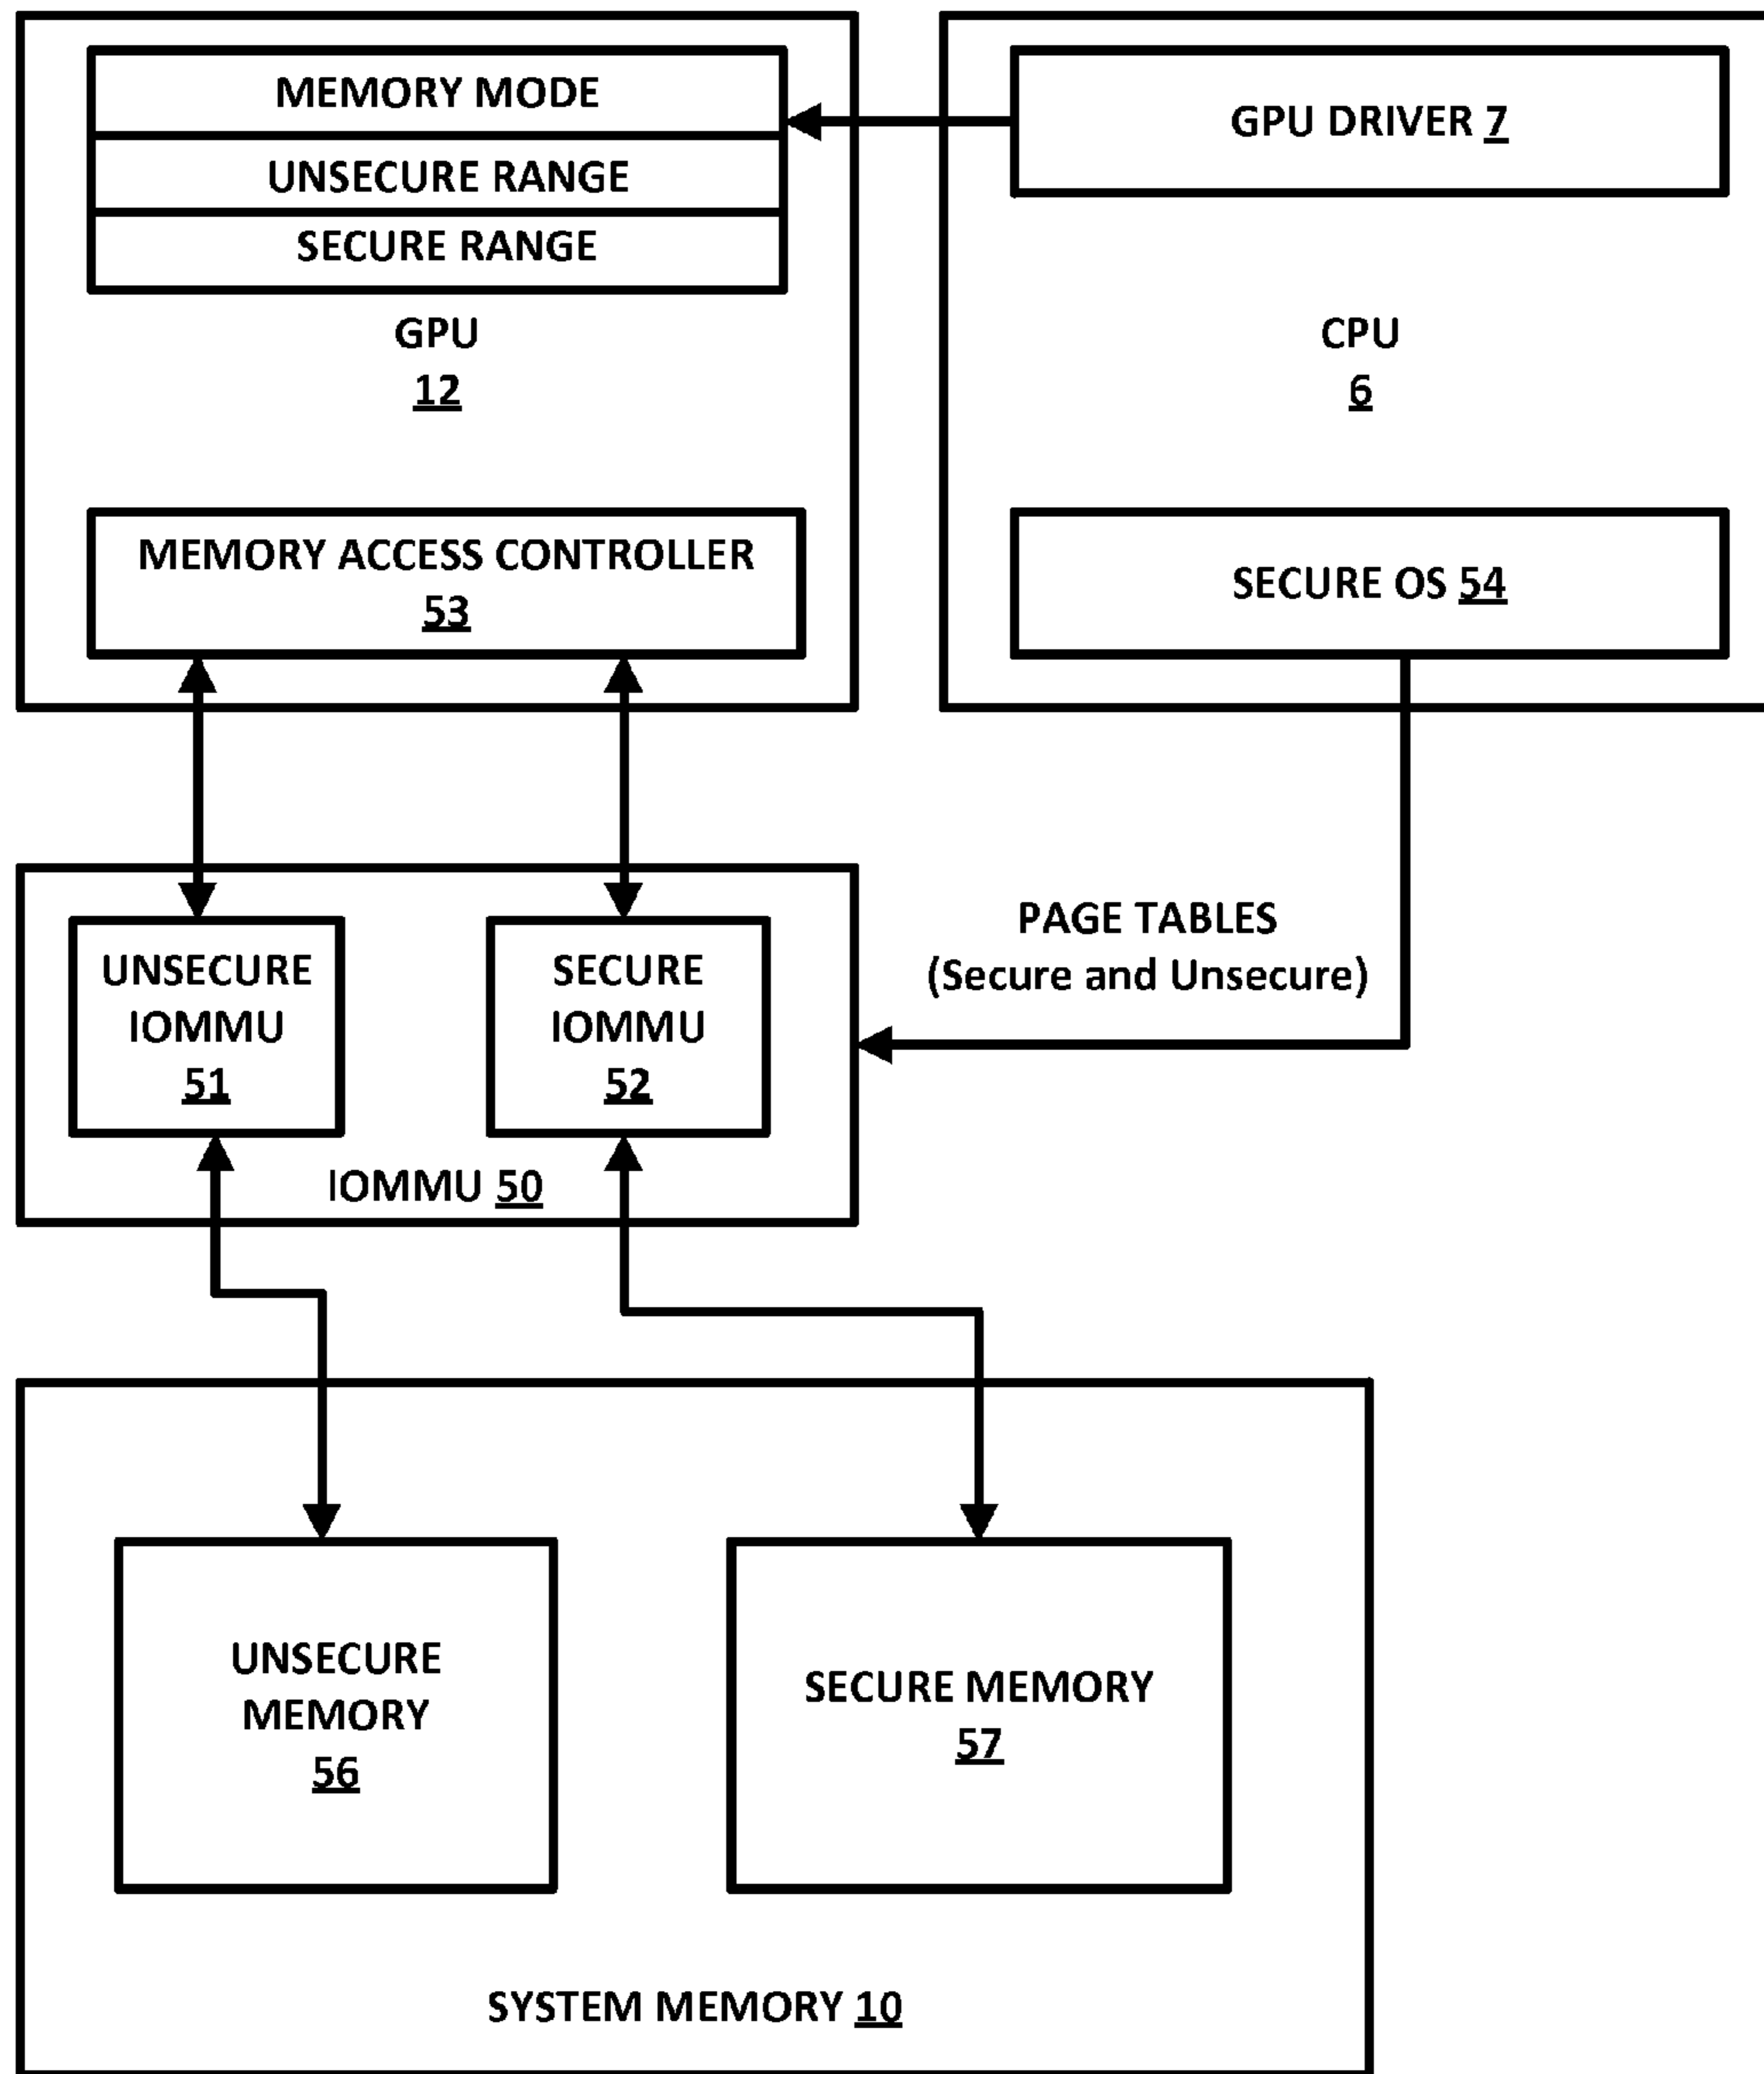 MEMORY MODE
UNSECURE RANGE
SECURE RANGE
GPU
12
GPU DRIVER 7
CPU
6
MEMORY ACCESS CONTROLLER
53
SECURE OS 54
UNSECURE
IOMMU
51
SECURE
IOMMU
52
IOMMU 50
PAGE TABLES
(Secure and Unsecure)
UNSECURE
MEMORY
56
SECURE MEMORY
57
SYSTEM MEMORY 10